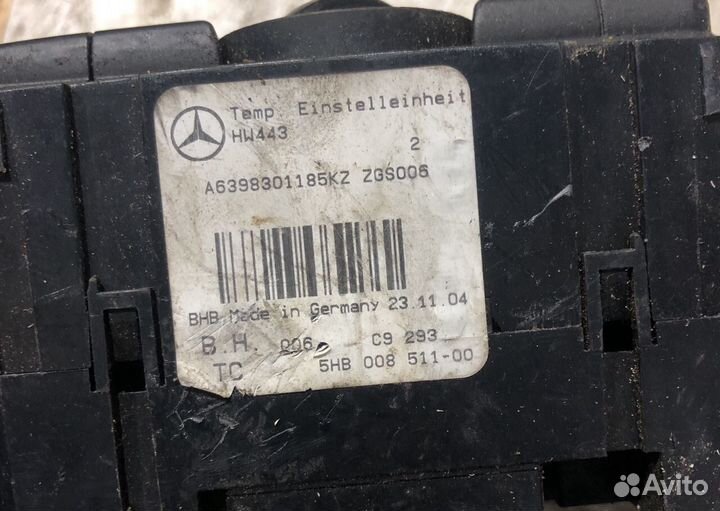 Temp. Einstelleinheit
HW443
2
A6398301185KZ ZGS006
BHB Made in Germany 23.11.04
B.H. 006 C9 293
TC 5HB 008 511-00
Avito